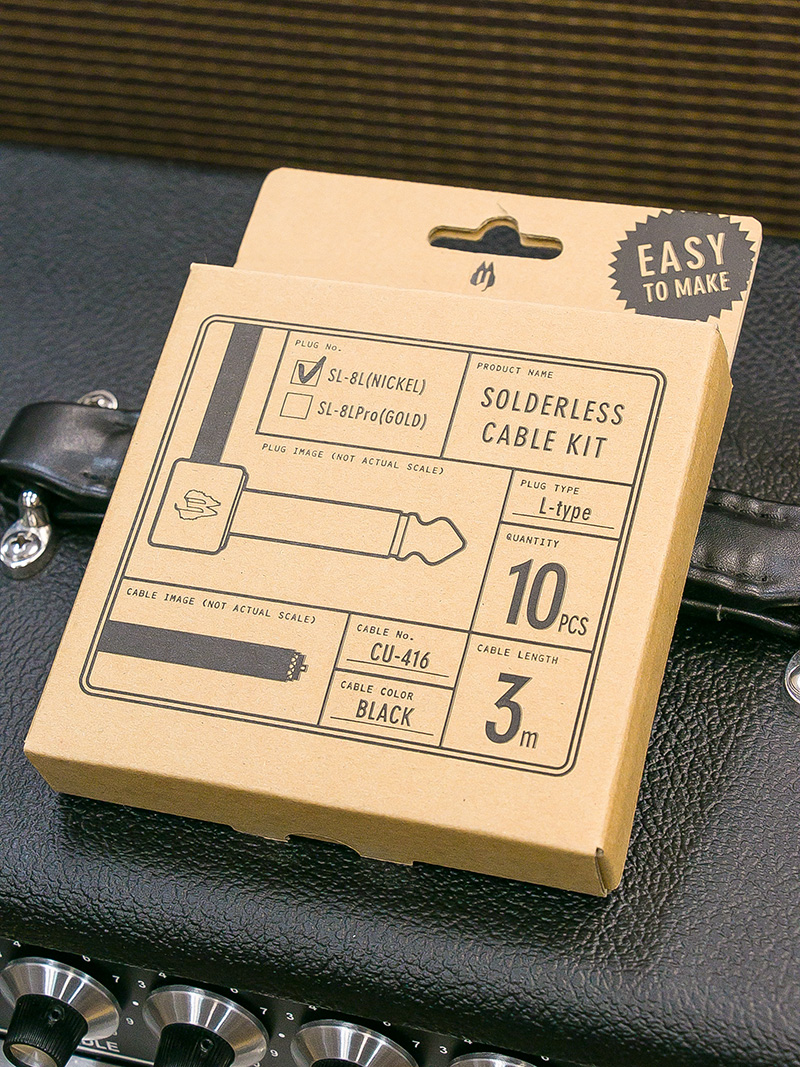 EASY
TO MAKE
PLUG No.
SL-8L(NICKEL)
SL-8LPro(GOLD)
PRODUCT NAME
SOLDERLESS
CABLE KIT
PLUG IMAGE (NOT ACTUAL SCALE)
PLUG TYPE
L-type
QUANTITY
10PCS
CABLE IMAGE (NOT ACTUAL SCALE)
CABLE No.
CU-416
CABLE COLOR
BLACK
CABLE LENGTH
3m